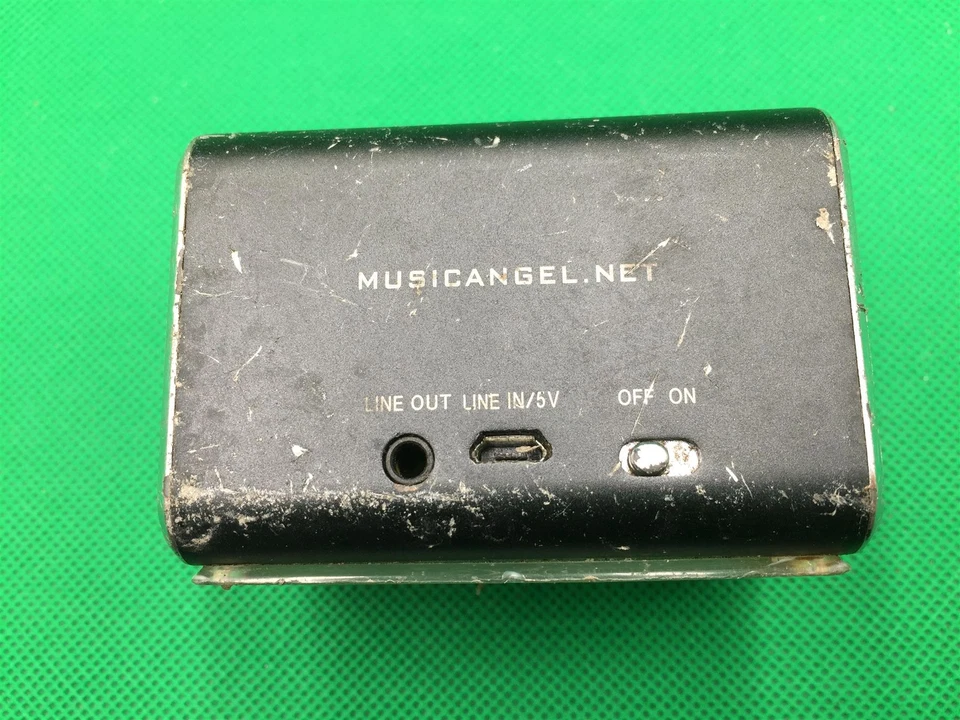 MUSICANGEL.NET
LINE OUT LINE IN/5V OFF ON